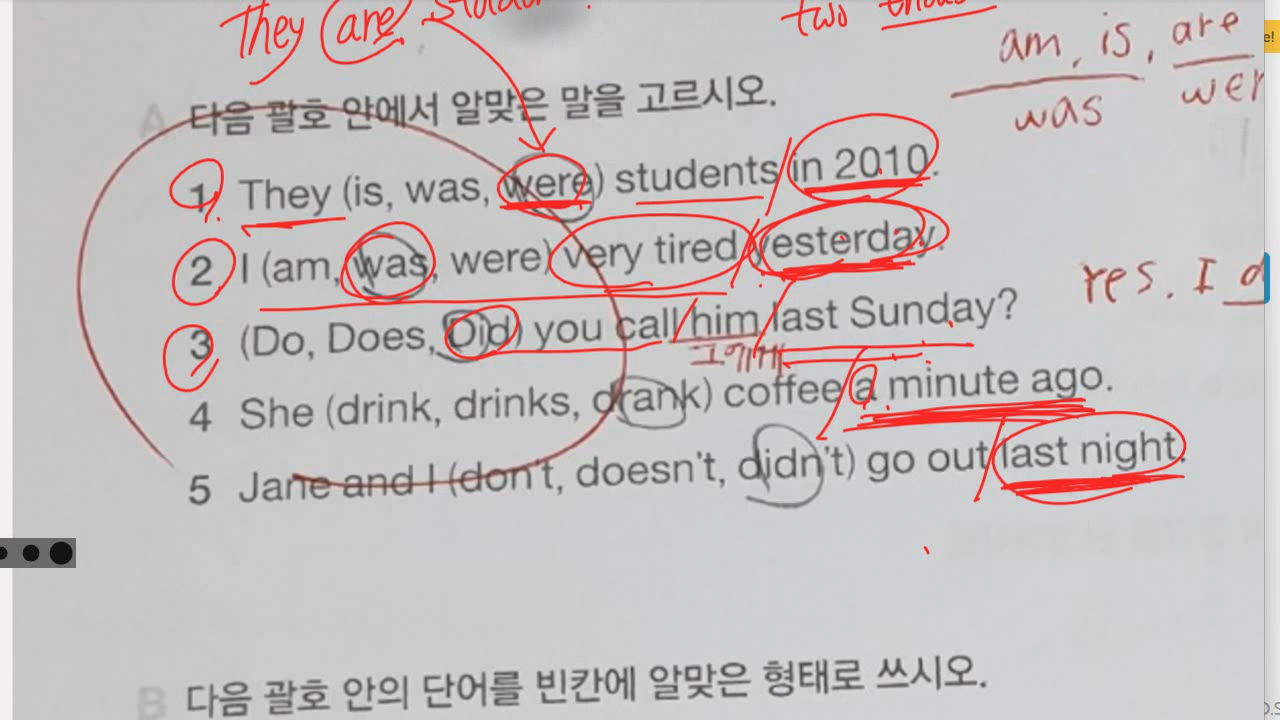 They are
two
am, is, are
was
A 다음 괄호 안에서 알맞은 말을 고르시오.
1 They (is, was, were) students in 2010.
2 I (am, was, were) very tired yesterday.
Yes. I
3 (Do, Does, Did) you call him last Sunday?
그에게
4 She (drink, drinks, drank) coffee a minute ago.
5 Jane and I (don't, doesn't, didn't) go out last night.
B 다음 괄호 안의 단어를 빈칸에 알맞은 형태로 쓰시오.